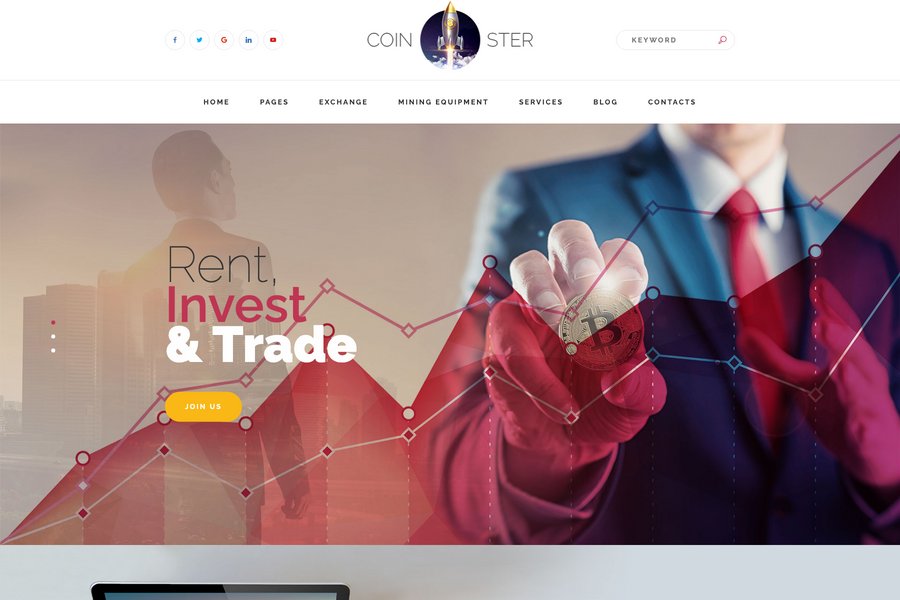 COIN STER
KEYWORD
HOME PAGES EXCHANGE MINING EQUIPMENT SERVICES BLOG CONTACTS
Rent,
Invest
& Trade
JOIN US